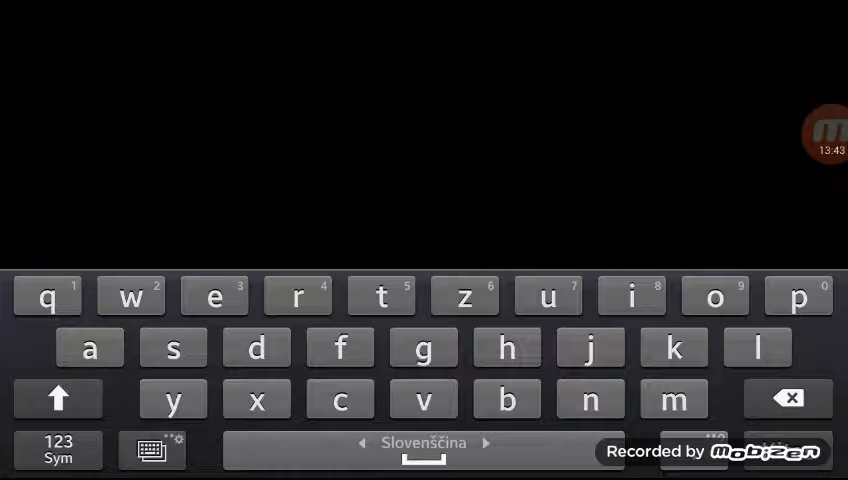 13:43
q 1 w 2 e 3 r 4 t 5 z 6 u 7 i 8 o 9 p 0
a s d f g h j k l
y x c v b n m
123
Sym
Slovenščina
Recorded by MOBIZEN